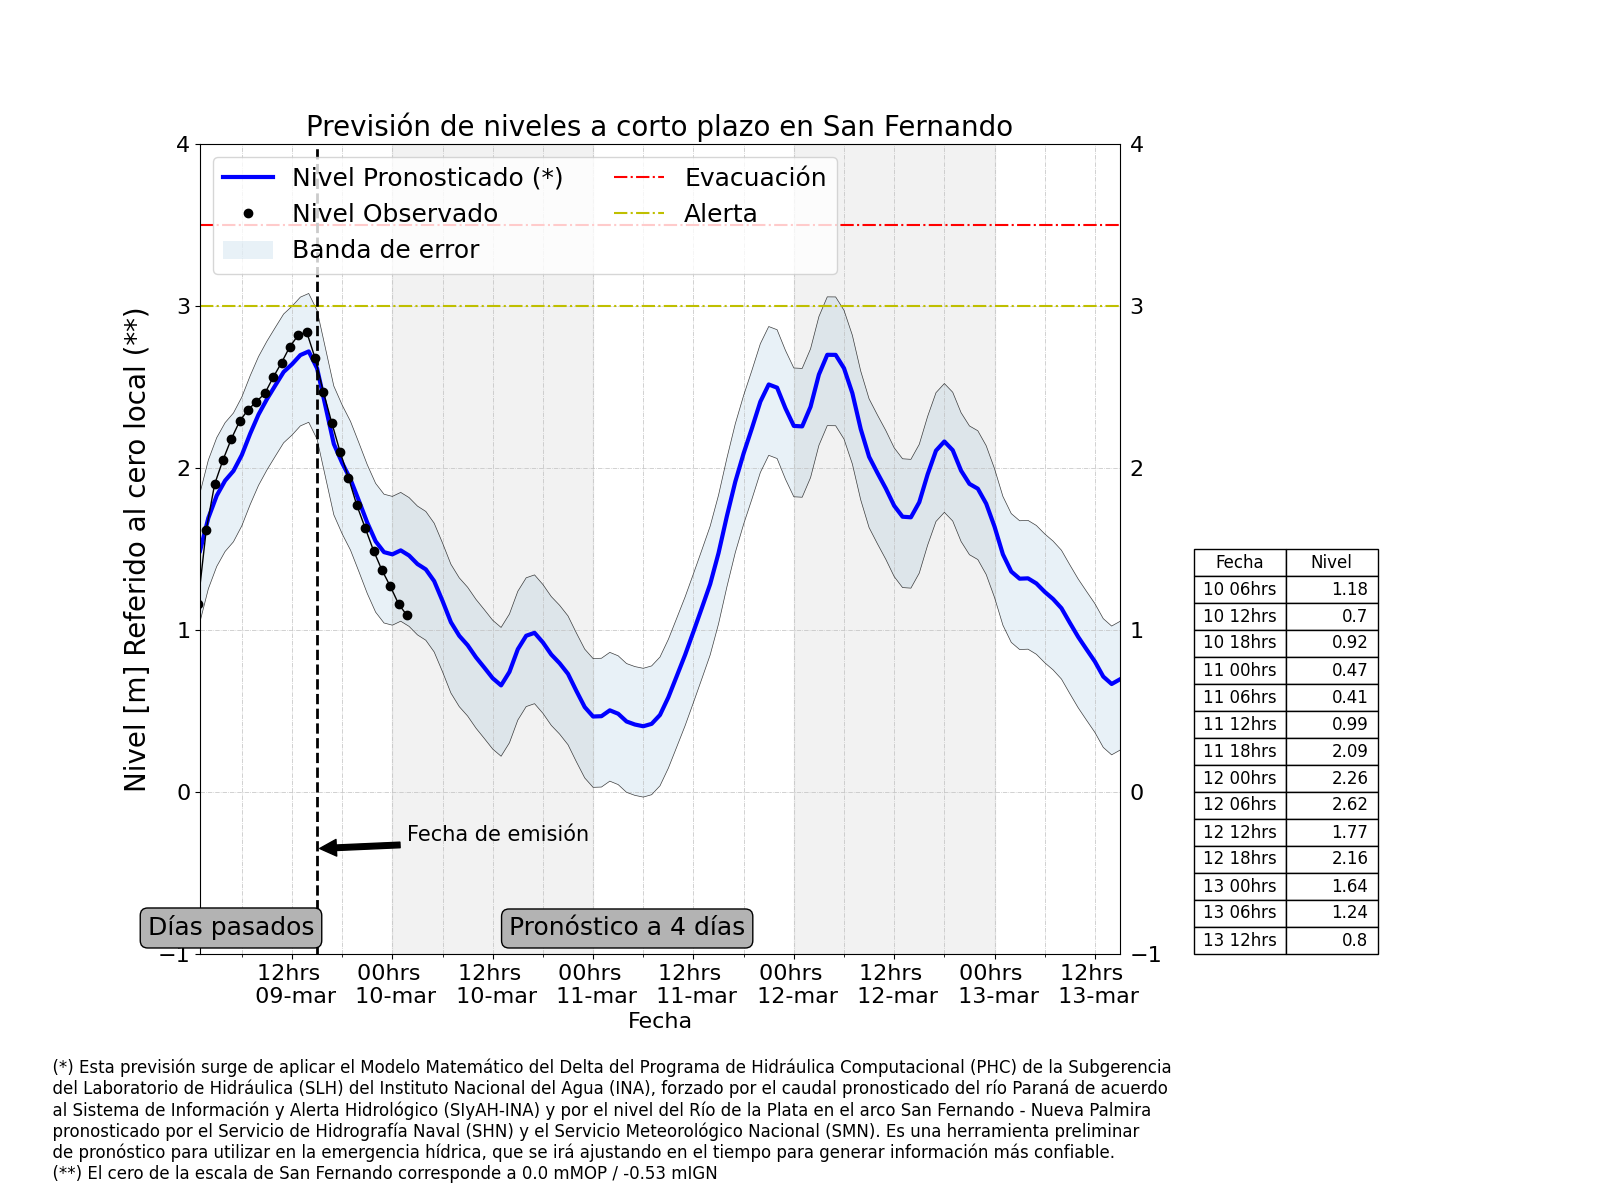 Previsión de niveles a corto plazo en San Fernando
Nivel Pronosticado (*)
Nivel Observado
Banda de error
Evacuación
Alerta
Nivel [m] Referido al cero local (**)
4
3
2
1
0
−1
4
3
2
1
0
−1
Fecha de emisión
Días pasados
Pronóstico a 4 días
12hrs
09-mar
00hrs
10-mar
12hrs
10-mar
00hrs
11-mar
12hrs
11-mar
00hrs
12-mar
12hrs
12-mar
00hrs
13-mar
12hrs
13-mar
Fecha
Fecha Nivel
10 06hrs 1.18
10 12hrs 0.7
10 18hrs 0.92
11 00hrs 0.47
11 06hrs 0.41
11 12hrs 0.99
11 18hrs 2.09
12 00hrs 2.26
12 06hrs 2.62
12 12hrs 1.77
12 18hrs 2.16
13 00hrs 1.64
13 06hrs 1.24
13 12hrs 0.8
(*) Esta previsión surge de aplicar el Modelo Matemático del Delta del Programa de Hidráulica Computacional (PHC) de la Subgerencia
del Laboratorio de Hidráulica (SLH) del Instituto Nacional del Agua (INA), forzado por el caudal pronosticado del río Paraná de acuerdo
al Sistema de Información y Alerta Hidrológico (SIyAH-INA) y por el nivel del Río de la Plata en el arco San Fernando - Nueva Palmira
pronosticado por el Servicio de Hidrografía Naval (SHN) y el Servicio Meteorológico Nacional (SMN). Es una herramienta preliminar
de pronóstico para utilizar en la emergencia hídrica, que se irá ajustando en el tiempo para generar información más confiable.
(**) El cero de la escala de San Fernando corresponde a 0.0 mMOP / -0.53 mIGN